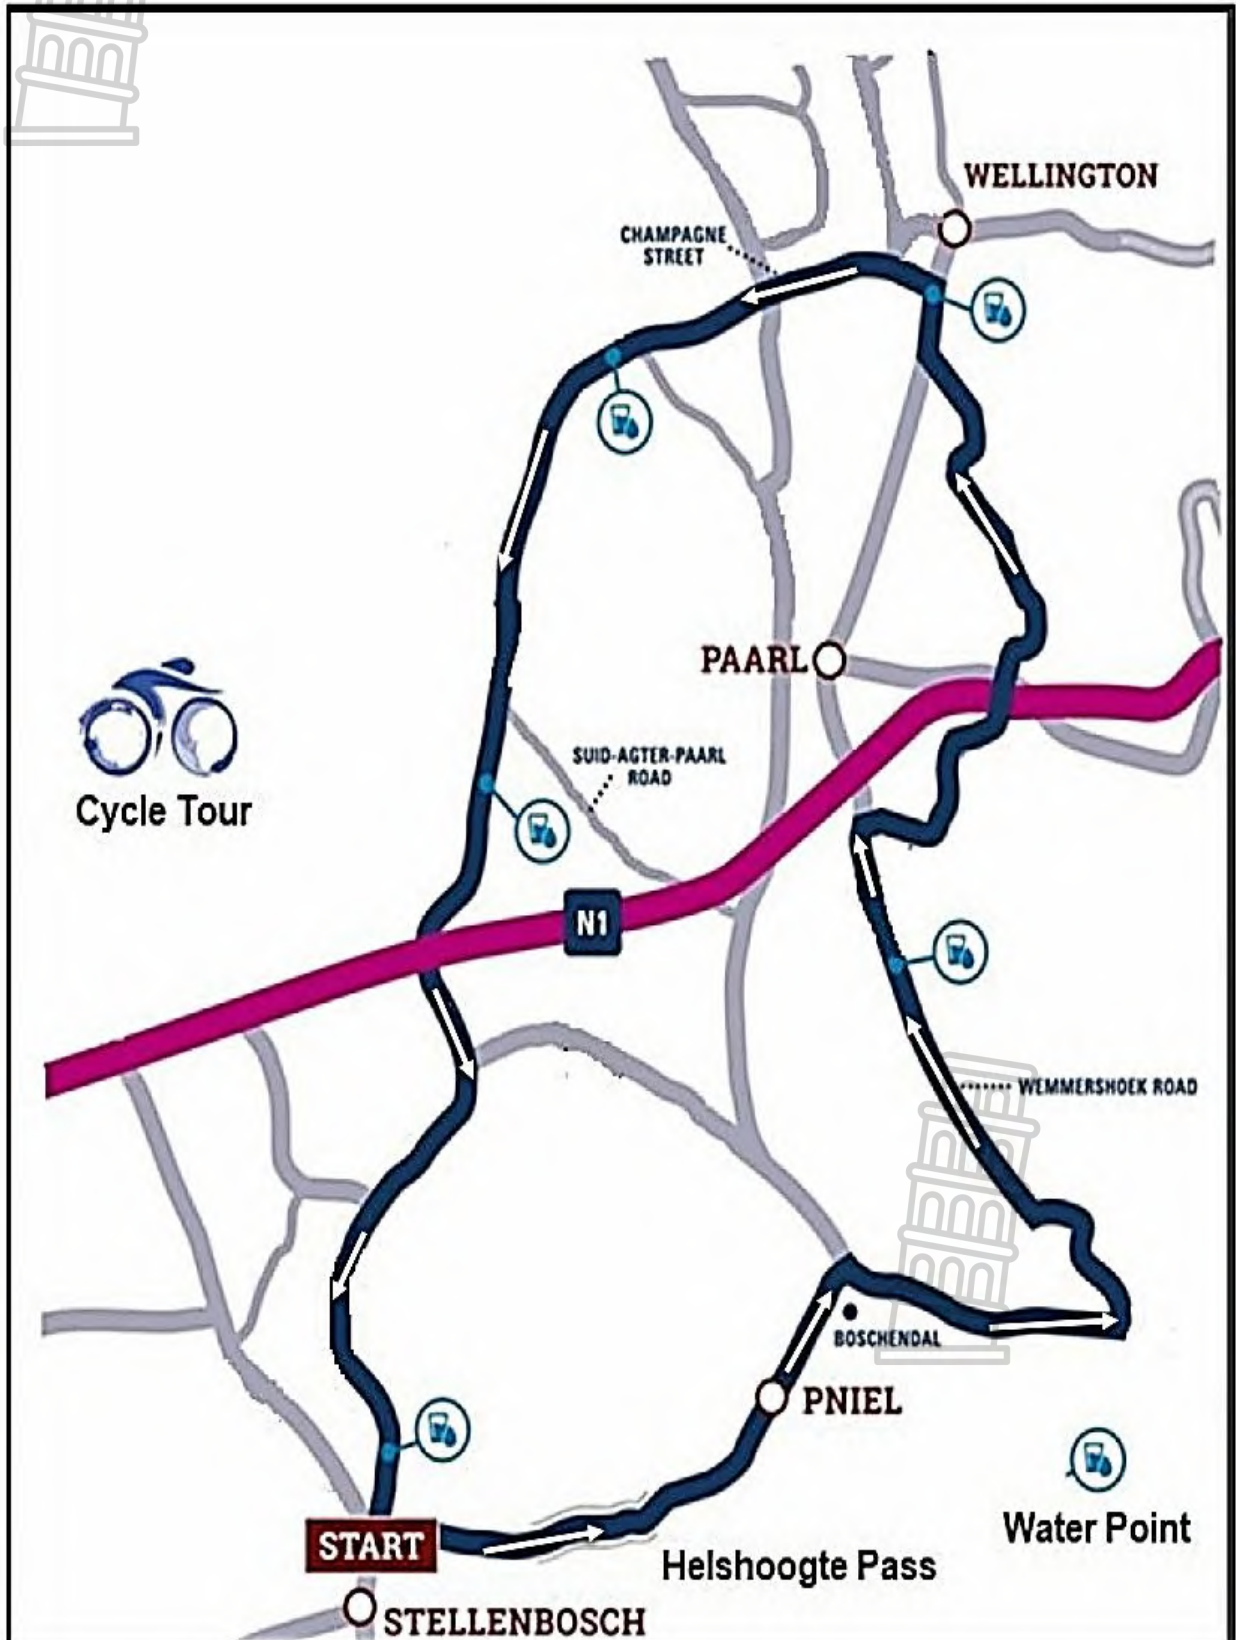 WELLINGTON
CHAMPAGNE
STREET
PAARL
SUID-AGTER-PAARL
ROAD
Cycle Tour
N1
WEMMERSHOEK ROAD
BOSCHENDAL
PNIEL
START
Helshoogte Pass
Water Point
STELLENBOSCH